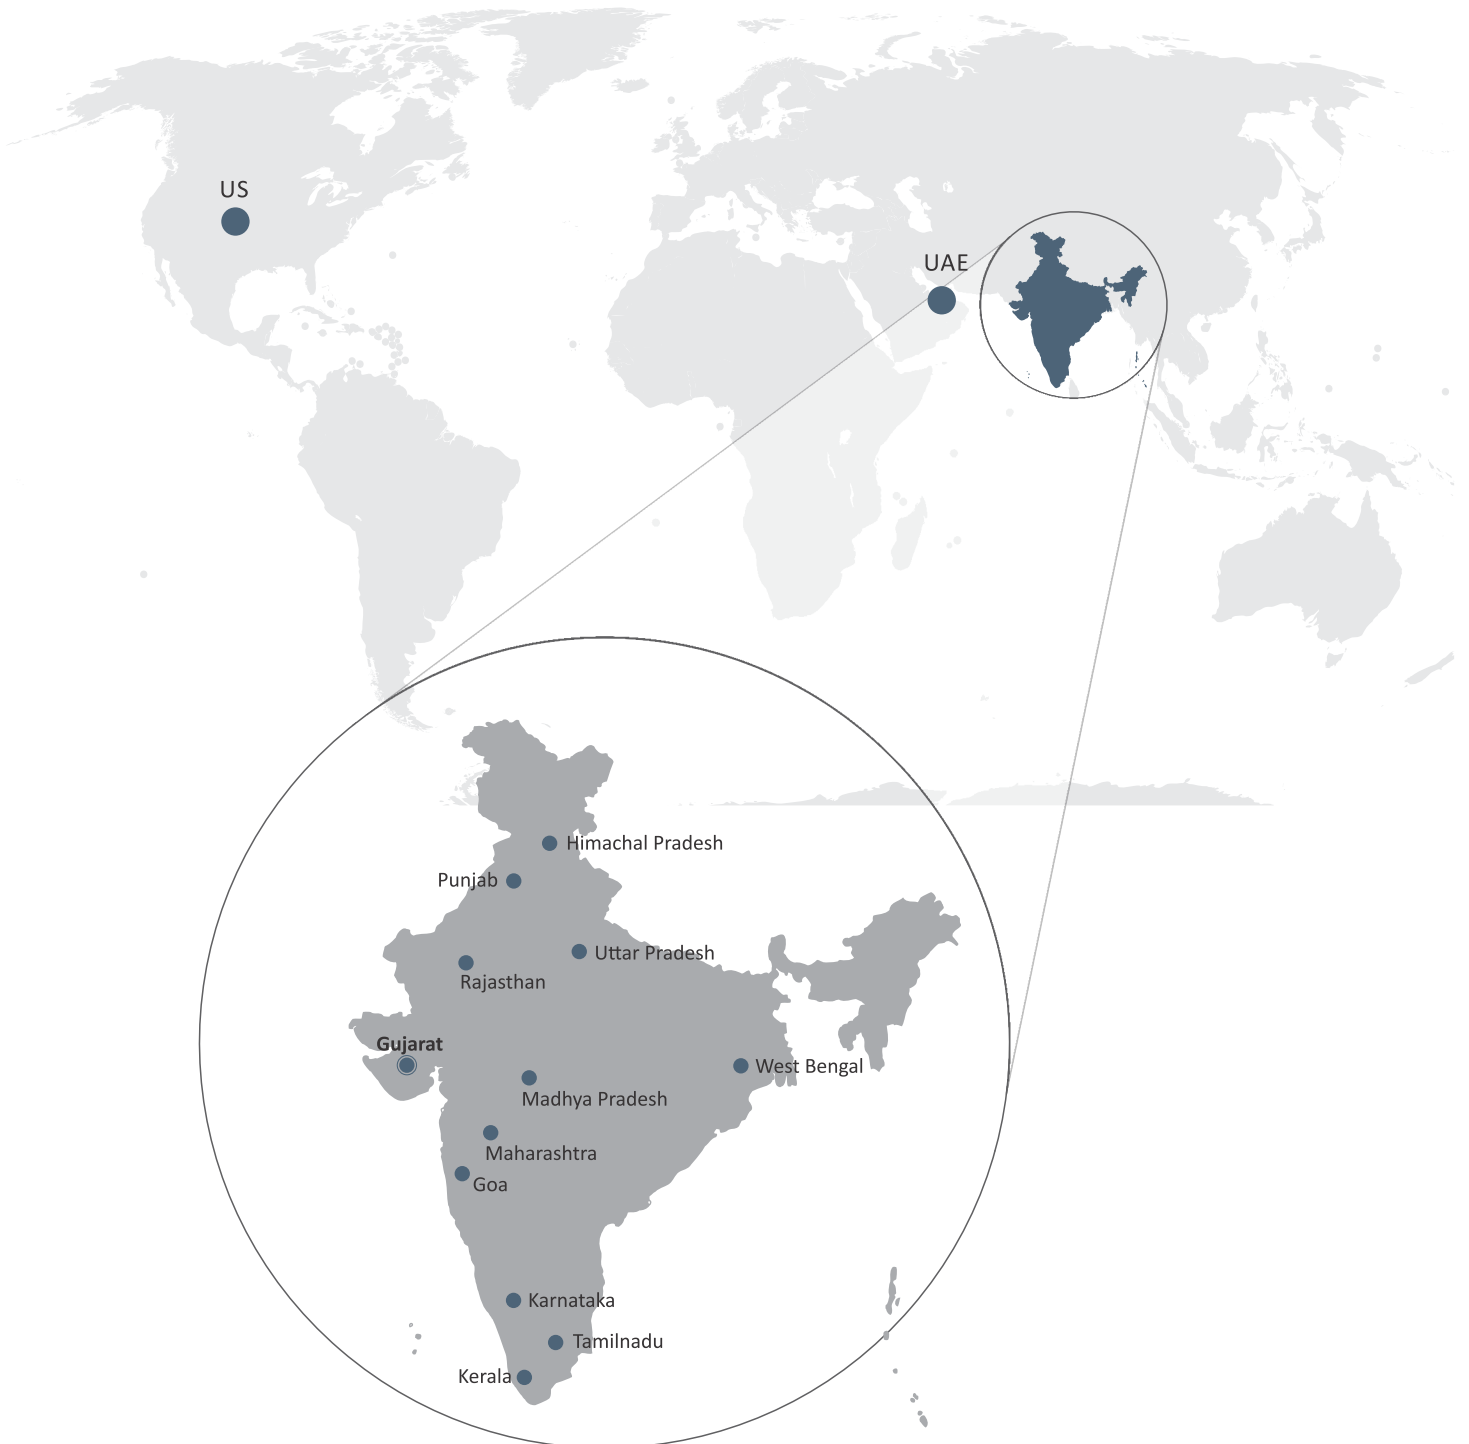 US
UAE
Himachal Pradesh
Punjab
Uttar Pradesh
Rajasthan
Gujarat
West Bengal
Madhya Pradesh
Maharashtra
Goa
Karnataka
Tamilnadu
Kerala